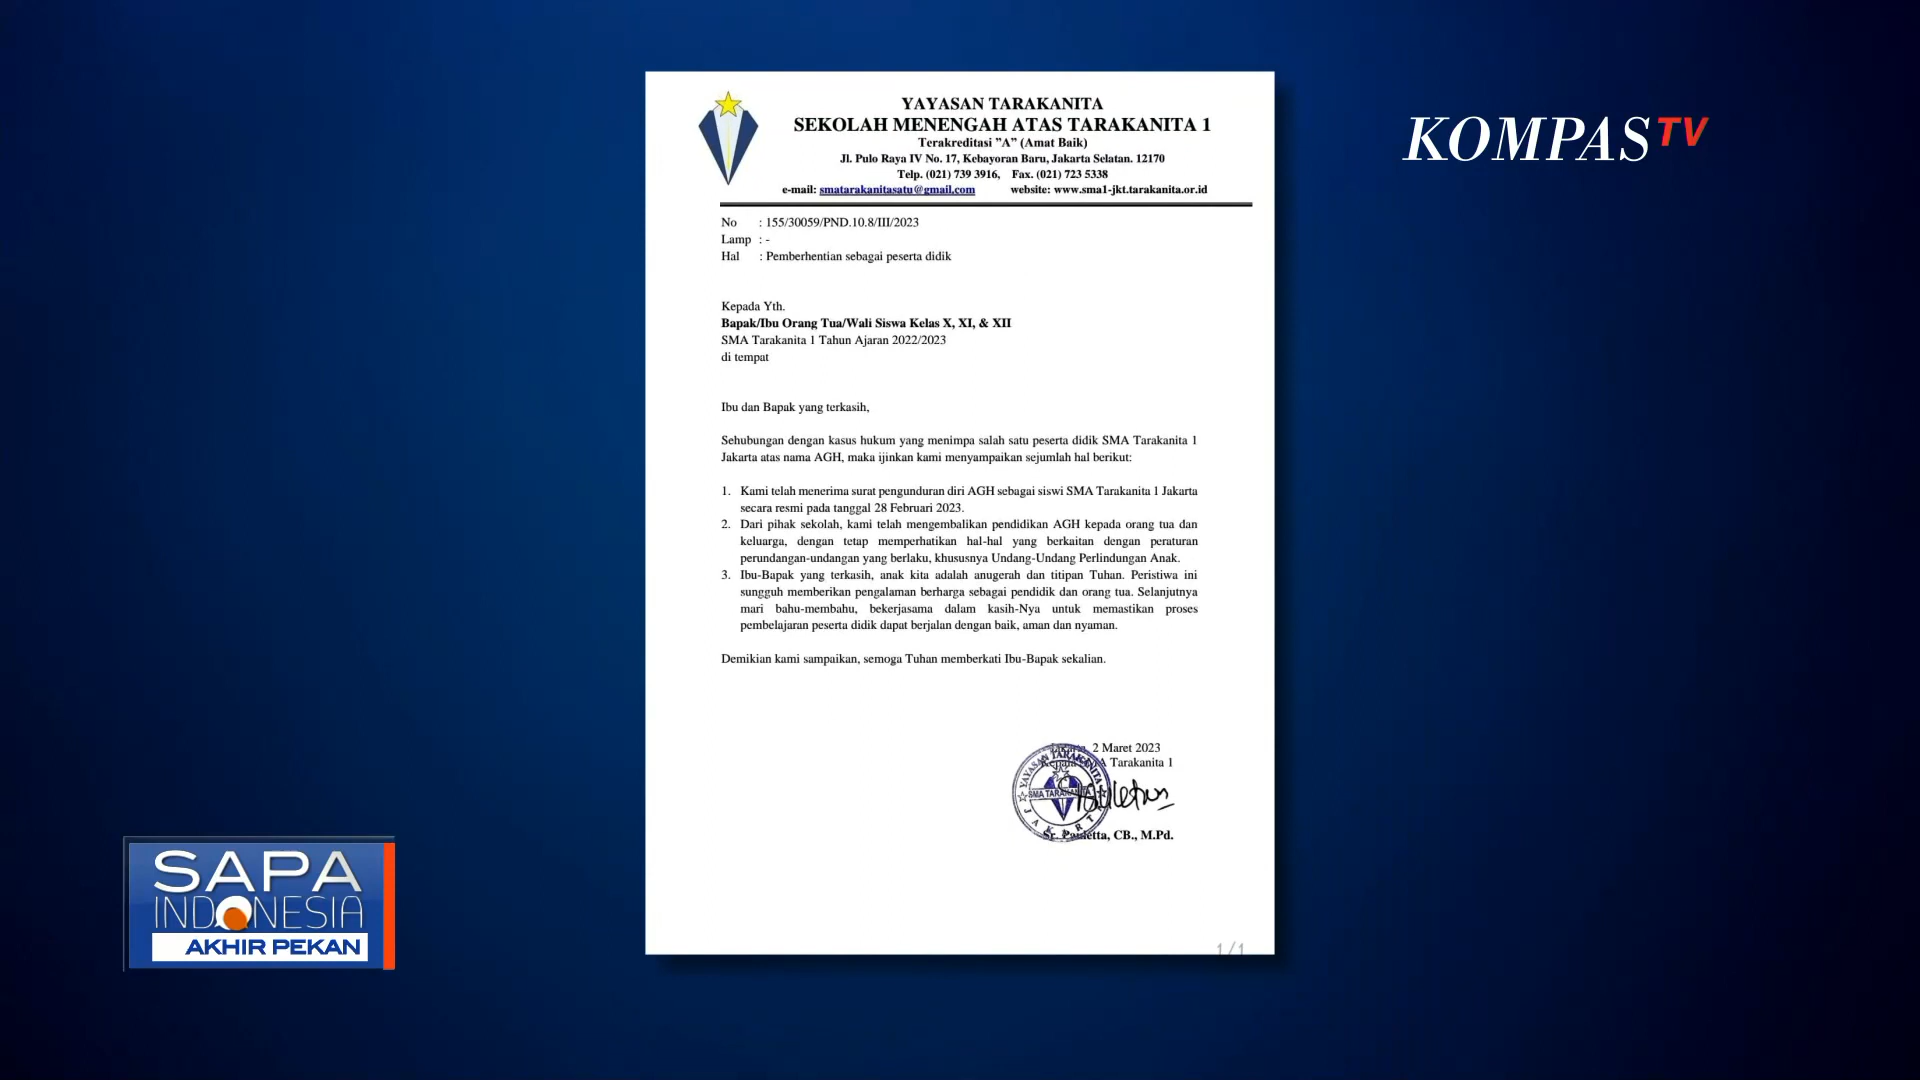 YAYASAN TARAKANITA
SEKOLAH MENENGAH ATAS TARAKANITA 1
Terakreditasi ”A” (Amat Baik)
Jl. Pulo Raya IV No. 17, Kebayoran Baru, Jakarta Selatan. 12170
Telp. (021) 739 3916, Fax. (021) 723 5338
e-mail: smatarakanitasatu@gmail.com website: www.sma1-jkt.tarakanita.or.id
KOMPAS TV
No : 155/30059/PND.10.8/III/2023
Lamp : -
Hal : Pemberhentian sebagai peserta didik
Kepada Yth.
Bapak/Ibu Orang Tua/Wali Siswa Kelas X, XI, & XII
SMA Tarakanita 1 Tahun Ajaran 2022/2023
di tempat
Ibu dan Bapak yang terkasih,
Sehubungan dengan kasus hukum yang menimpa salah satu peserta didik SMA Tarakanita 1
Jakarta atas nama AGH, maka ijinkan kami menyampaikan sejumlah hal berikut:
1. Kami telah menerima surat pengunduran diri AGH sebagai siswi SMA Tarakanita 1 Jakarta
secara resmi pada tanggal 28 Februari 2023.
2. Dari pihak sekolah, kami telah mengembalikan pendidikan AGH kepada orang tua dan
keluarga, dengan tetap memperhatikan hal-hal yang berkaitan dengan peraturan
perundangan-undangan yang berlaku, khususnya Undang-Undang Perlindungan Anak.
3. Ibu-Bapak yang terkasih, anak kita adalah anugerah dan titipan Tuhan. Peristiwa ini
sungguh memberikan pengalaman berharga sebagai pendidik dan orang tua. Selanjutnya
mari bahu-membahu, bekerjasama dalam kasih-Nya untuk memastikan proses
pembelajaran peserta didik dapat berjalan dengan baik, aman dan nyaman.
Demikian kami sampaikan, semoga Tuhan memberkati Ibu-Bapak sekalian.
2 Maret 2023
Tarakanita 1
YAYASAN TARAKANITA
SMA TARAKANITA
JAKARTA
Sr. Pauletta, CB., M.Pd.
1/1
SAPA
INDONESIA
AKHIR PEKAN